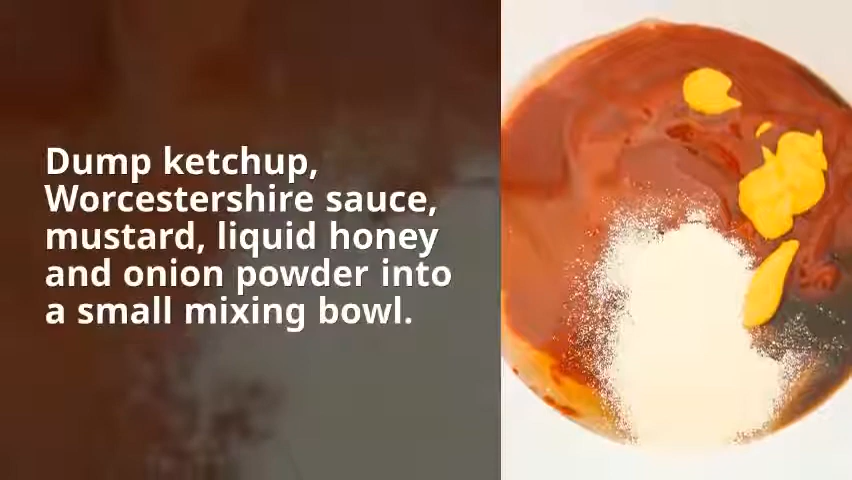 Dump ketchup,
Worcestershire sauce,
mustard, liquid honey
and onion powder into
a small mixing bowl.